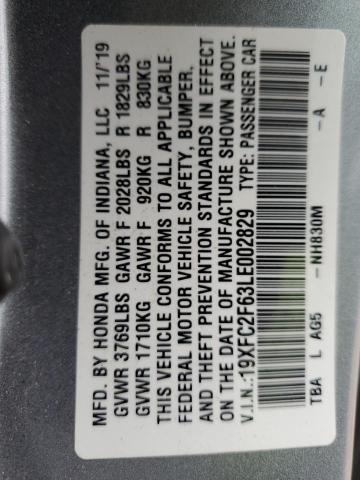 MFD. BY HONDA MFG. OF INDIANA, LLC 11/'19
GVWR 3769LBS GAWR F 2028LBS R 1829LBS
GVWR 1710KG GAWR F 920KG R 830KG
THIS VEHICLE CONFORMS TO ALL APPLICABLE
FEDERAL MOTOR VEHICLE SAFETY, BUMPER,
AND THEFT PREVENTION STANDARDS IN EFFECT
ON THE DATE OF MANUFACTURE SHOWN ABOVE.
V.I.N.:19XFC2F63LE002829 TYPE: PASSENGER CAR
TBA L AG5 -NH830M -A -E